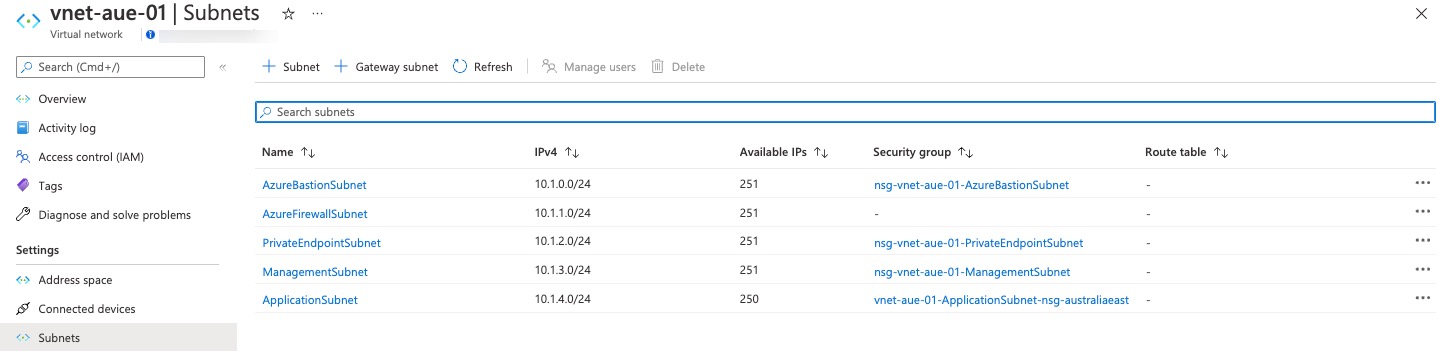 vnet-aue-01 | Subnets ☆ ···
Virtual network
Search (Cmd+/) «
+ Subnet + Gateway subnet Refresh Manage users Delete
Overview
Activity log
Access control (IAM)
Tags
Diagnose and solve problems
Settings
Address space
Connected devices
Subnets
Search subnets
Name ↑↓ IPv4 ↑↓ Available IPs ↑↓ Security group ↑↓ Route table ↑↓
AzureBastionSubnet 10.1.0.0/24 251 nsg-vnet-aue-01-AzureBastionSubnet - ···
AzureFirewallSubnet 10.1.1.0/24 251 - - ···
PrivateEndpointSubnet 10.1.2.0/24 251 nsg-vnet-aue-01-PrivateEndpointSubnet - ···
ManagementSubnet 10.1.3.0/24 251 nsg-vnet-aue-01-ManagementSubnet - ···
ApplicationSubnet 10.1.4.0/24 250 vnet-aue-01-ApplicationSubnet-nsg-australiaeast - ···